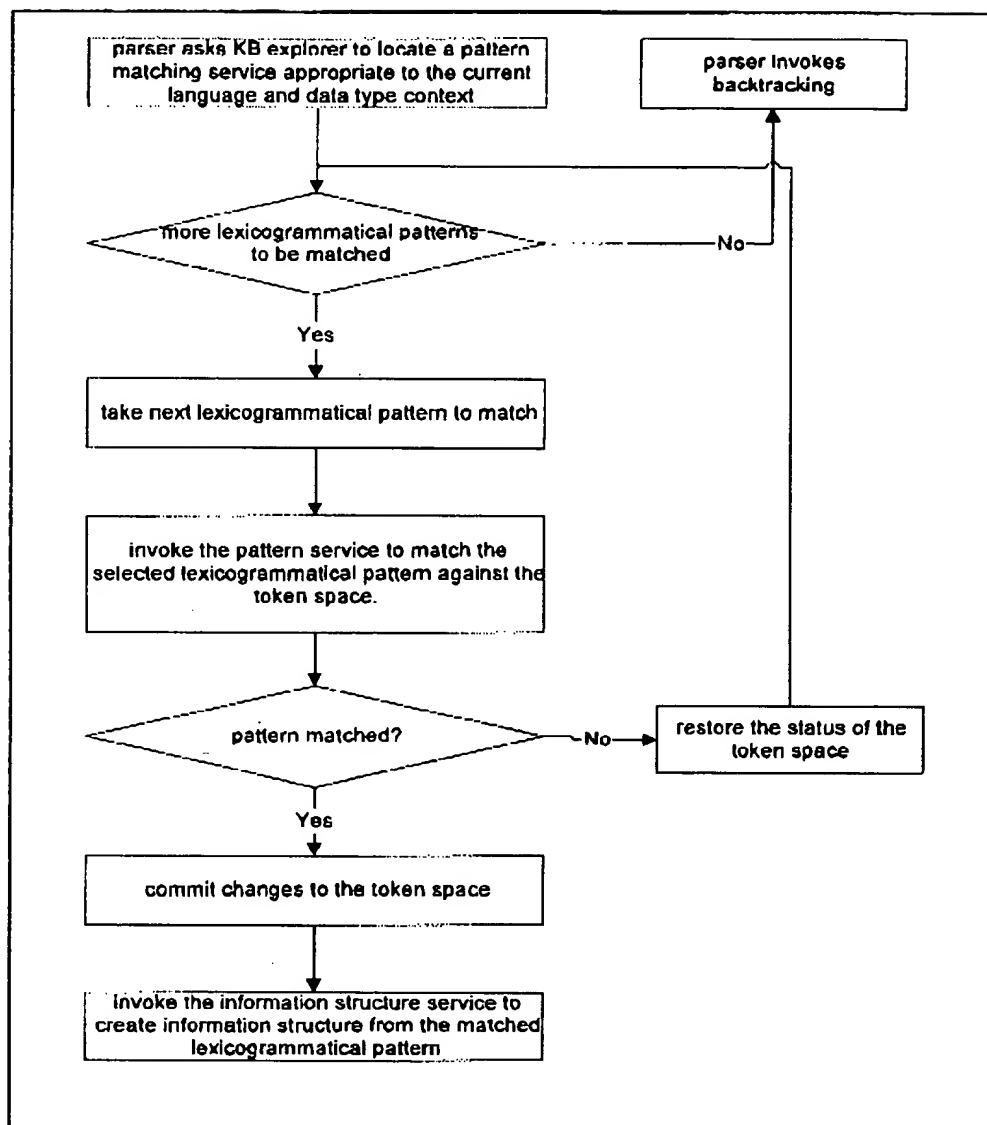 parser asks KB explorer to locate a pattern
matching service appropriate to the current
language and data type context
parser invokes
backtracking
more lexicogrammatical patterns
to be matched
No
Yes
take next lexicogrammatical pattern to match
invoke the pattern service to match the
selected lexicogrammatical pattern against the
token space.
pattern matched?
No
restore the status of the
token space
Yes
commit changes to the token space
invoke the information structure service to
create information structure from the matched
lexicogrammatical pattern